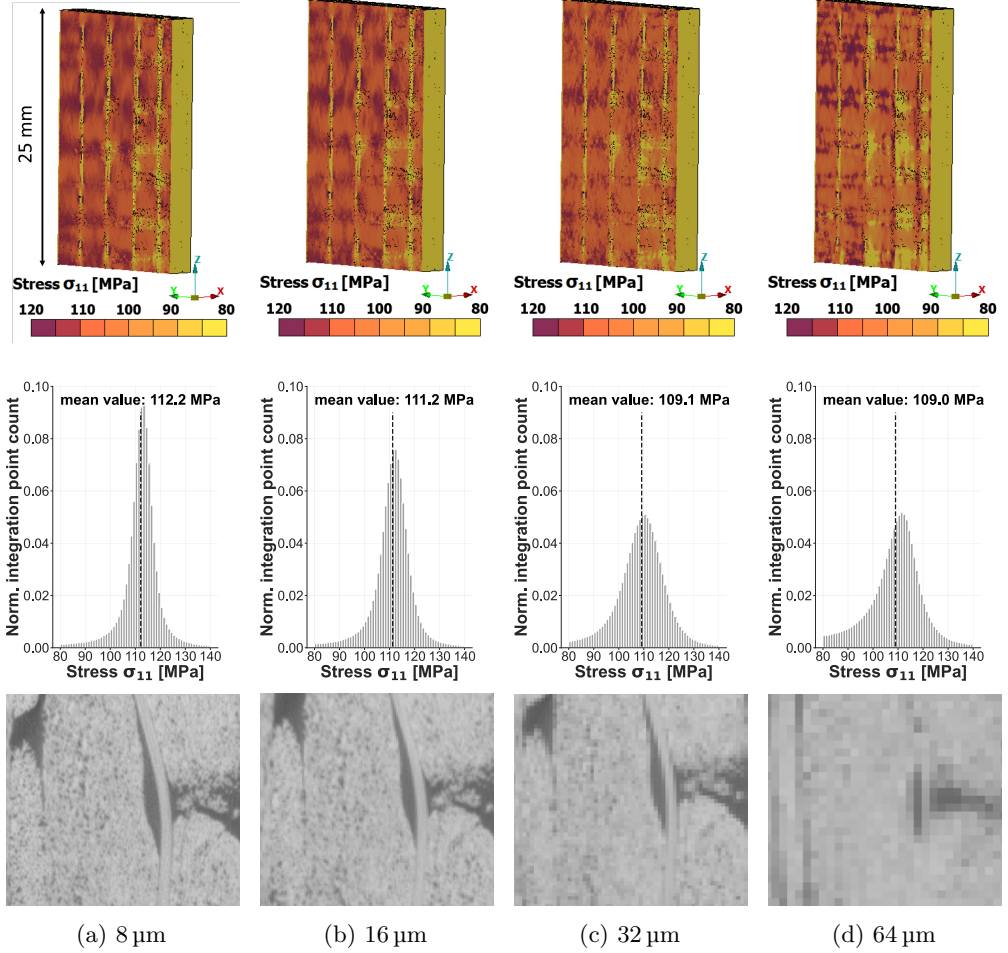 25 mm
Z
Y
X
Stress σ11 [MPa]
120 110 100 90 80
Z
Y
X
Stress σ11 [MPa]
120 110 100 90 80
Z
Y
X
Stress σ11 [MPa]
120 110 100 90 80
Z
Y
X
Stress σ11 [MPa]
120 110 100 90 80
Norm. integration point count
0.10
0.08
0.06
0.04
0.02
0.00
mean value: 112.2 MPa
80 90 100 110 120 130 140
Stress σ11 [MPa]
Norm. integration point count
0.10
0.08
0.06
0.04
0.02
0.00
mean value: 111.2 MPa
80 90 100 110 120 130 140
Stress σ11 [MPa]
Norm. integration point count
0.10
0.08
0.06
0.04
0.02
0.00
mean value: 109.1 MPa
80 90 100 110 120 130 140
Stress σ11 [MPa]
Norm. integration point count
0.10
0.08
0.06
0.04
0.02
0.00
mean value: 109.0 MPa
80 90 100 110 120 130 140
Stress σ11 [MPa]
(a) 8 µm
(b) 16 µm
(c) 32 µm
(d) 64 µm